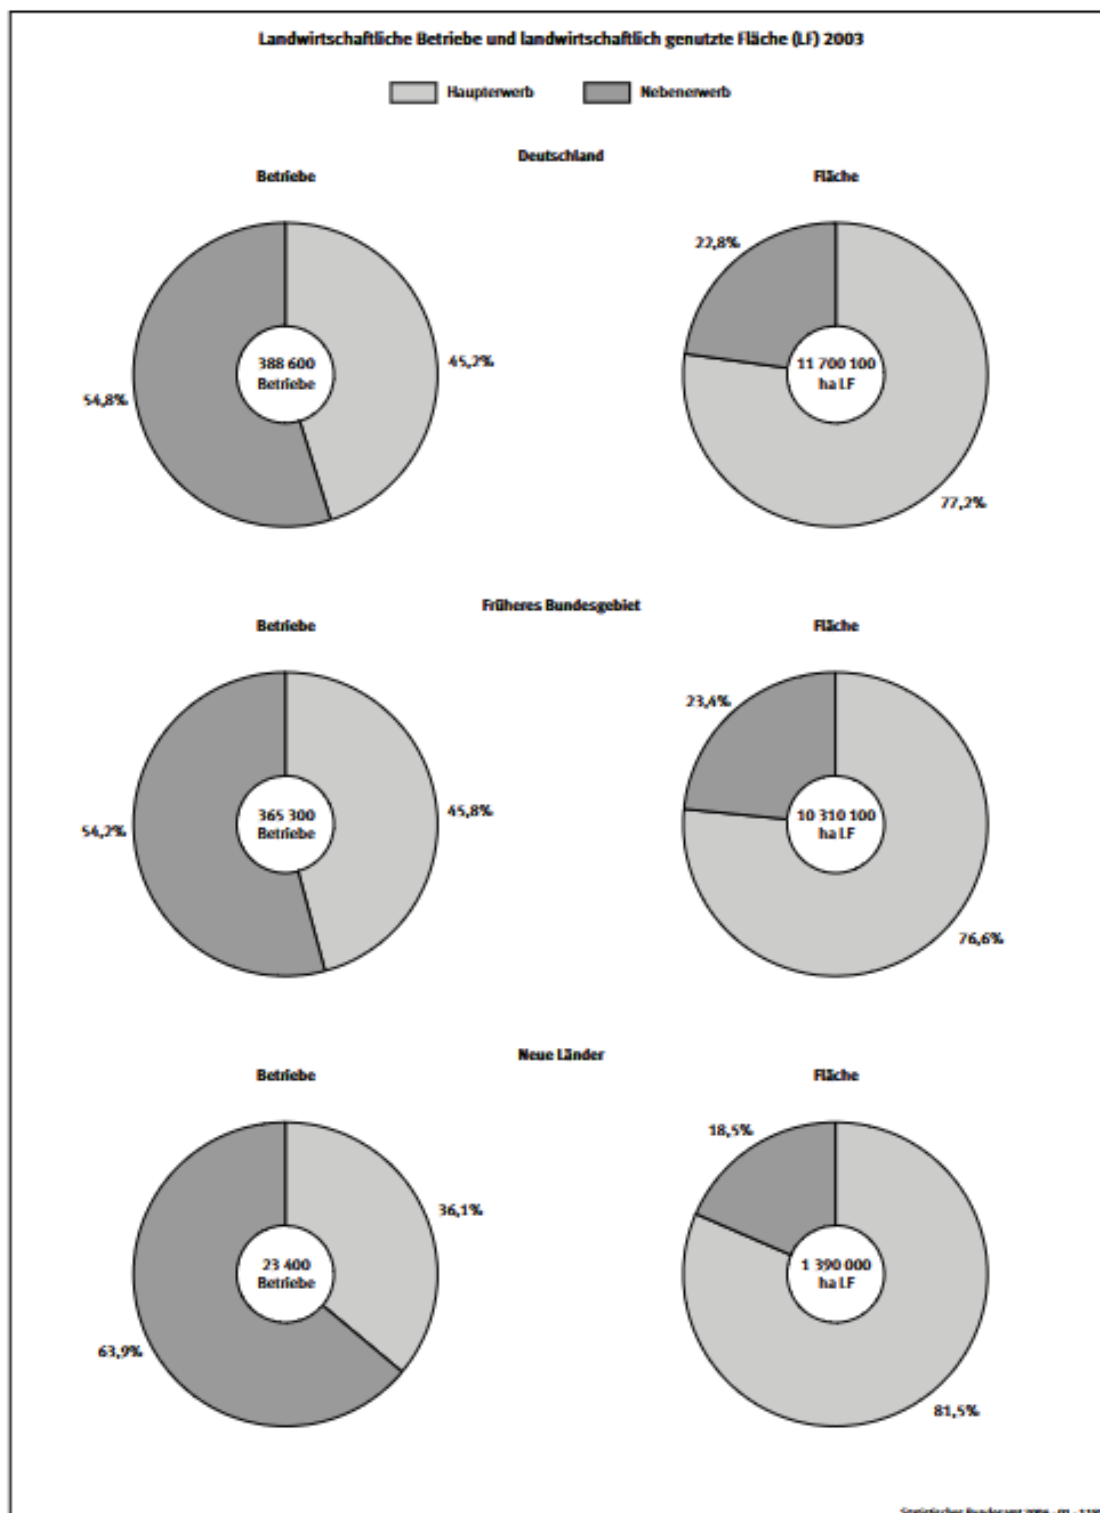 Landwirtschaftliche Betriebe und landwirtschaftlich genutzte Fläche (LF) 2003
Haupterwerb
Nebenerwerb
Deutschland
Betriebe
Fläche
54,8%
388 600
Betriebe
45,2%
22,8%
11 700 100
ha LF
77,2%
Früheres Bundesgebiet
Betriebe
Fläche
54,2%
365 300
Betriebe
45,8%
23,4%
10 310 100
ha LF
76,6%
Neue Länder
Betriebe
Fläche
63,9%
23 400
Betriebe
36,1%
18,5%
1 390 000
ha LF
81,5%
Statistisches Bundesamt